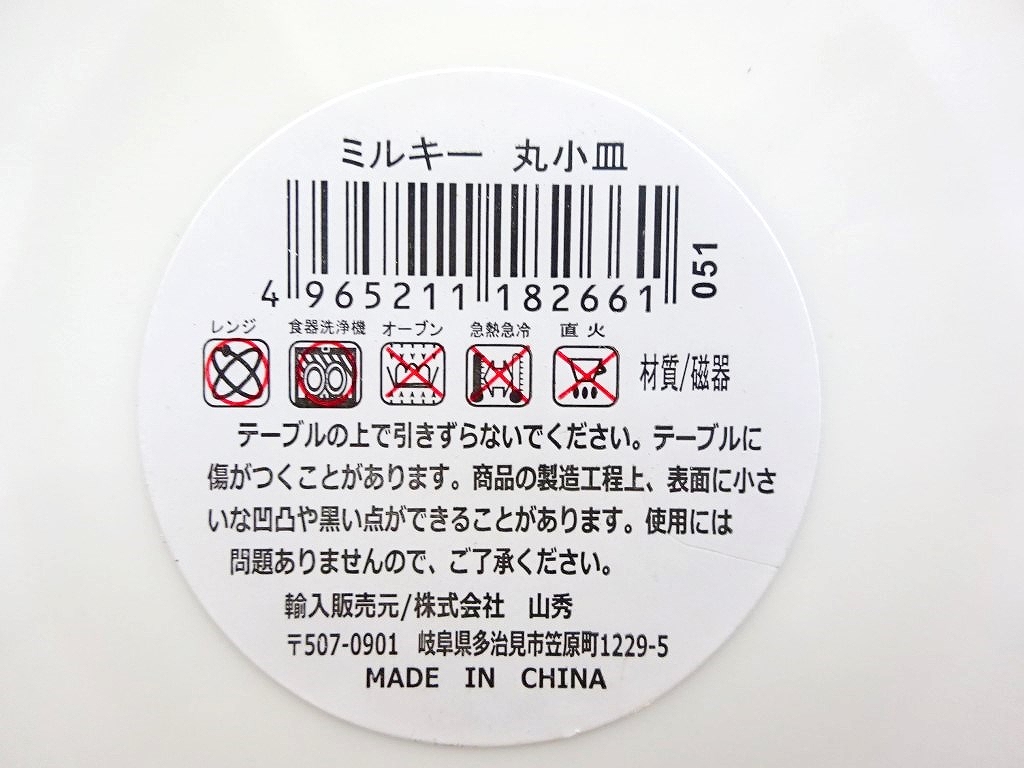 ミルキー 丸小皿
4 965211 182661
051
レンジ 食器洗浄機 オーブン 急熱急冷 直火
材質/磁器
テーブルの上で引きずらないでください。テーブルに
傷がつくことがあります。商品の製造工程上、表面に小さ
いな凹凸や黒い点ができることがあります。使用には
問題ありませんので、ご了承ください。
輸入販売元/株式会社 山秀
〒507-0901 岐阜県多治見市笠原町1229-5
MADE IN CHINA